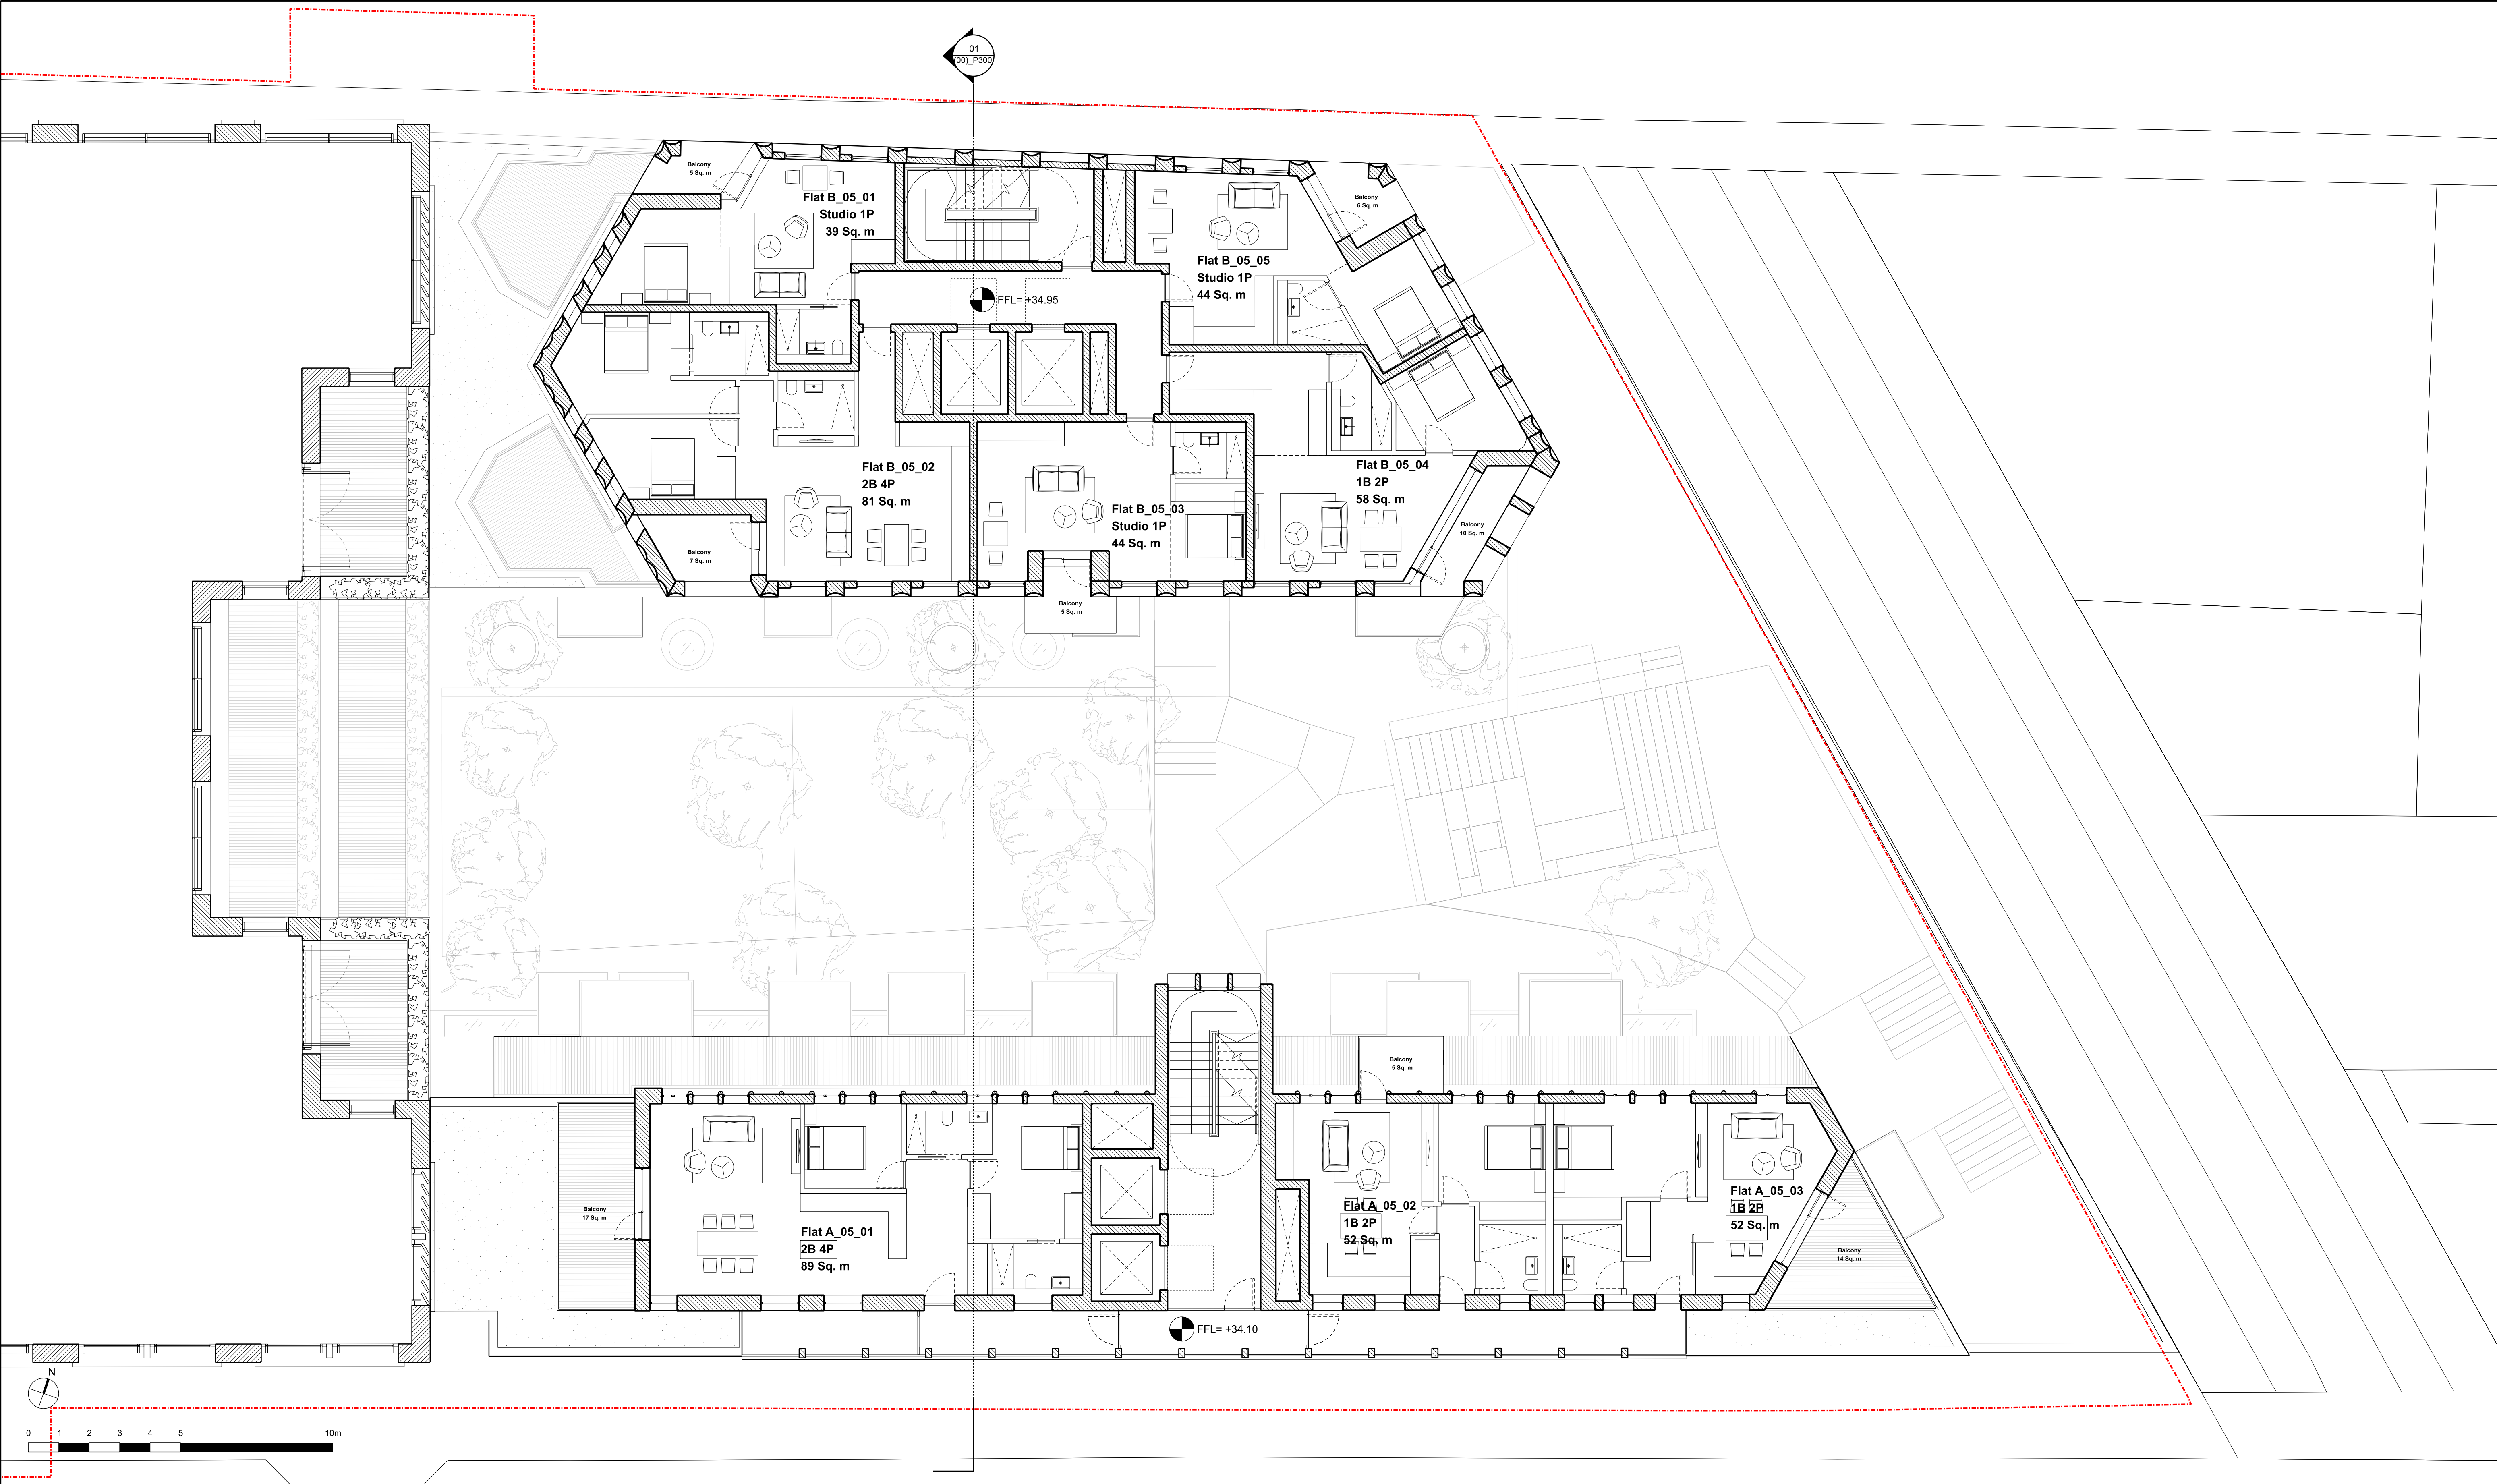 01
(00)_P300
Balcony
5 Sq. m
Flat B_05_01
Studio 1P
39 Sq. m
Balcony
6 Sq. m
Flat B_05_05
Studio 1P
44 Sq. m
FFL= +34.95
Flat B_05_02
2B 4P
81 Sq. m
Flat B_05_04
1B 2P
58 Sq. m
Flat B_05_03
Studio 1P
44 Sq. m
Balcony
10 Sq. m
Balcony
7 Sq. m
Balcony
5 Sq. m
Balcony
5 Sq. m
Balcony
17 Sq. m
Flat A_05_01
2B 4P
89 Sq. m
Flat A_05_02
1B 2P
52 Sq. m
Flat A_05_03
1B 2P
52 Sq. m
Balcony
14 Sq. m
FFL= +34.10
N
0 1 2 3 4 5 10m